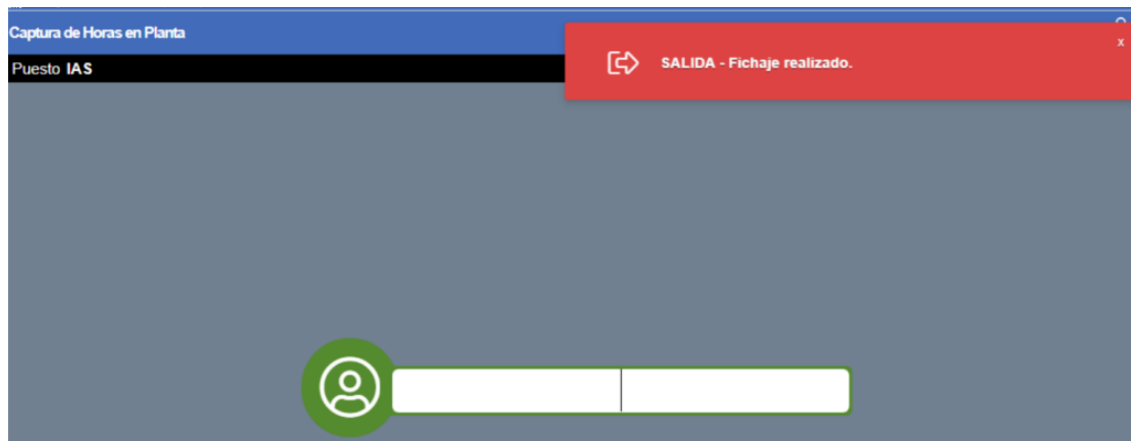 Captura de Horas en Planta
x
SALIDA - Fichaje realizado.
Puesto IAS